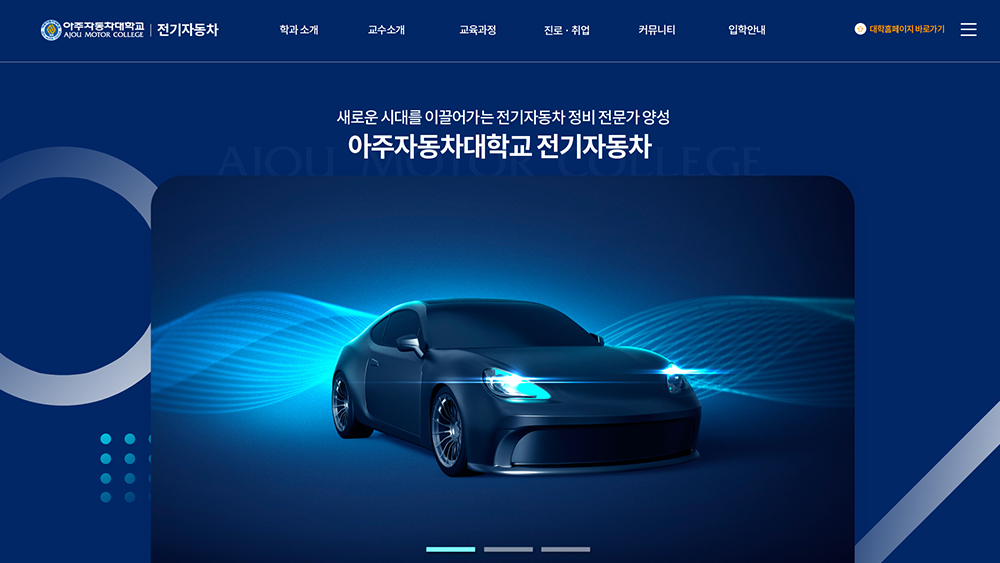 아주자동차대학교 AJOU MOTOR COLLEGE 전기자동차
학과 소개 교수소개 교육과정 진로 · 취업 커뮤니티 입학안내
대학홈페이지 바로가기
새로운 시대를 이끌어가는 전기자동차 정비 전문가 양성
아주자동차대학교 전기자동차
AJOU MOTOR COLLEGE